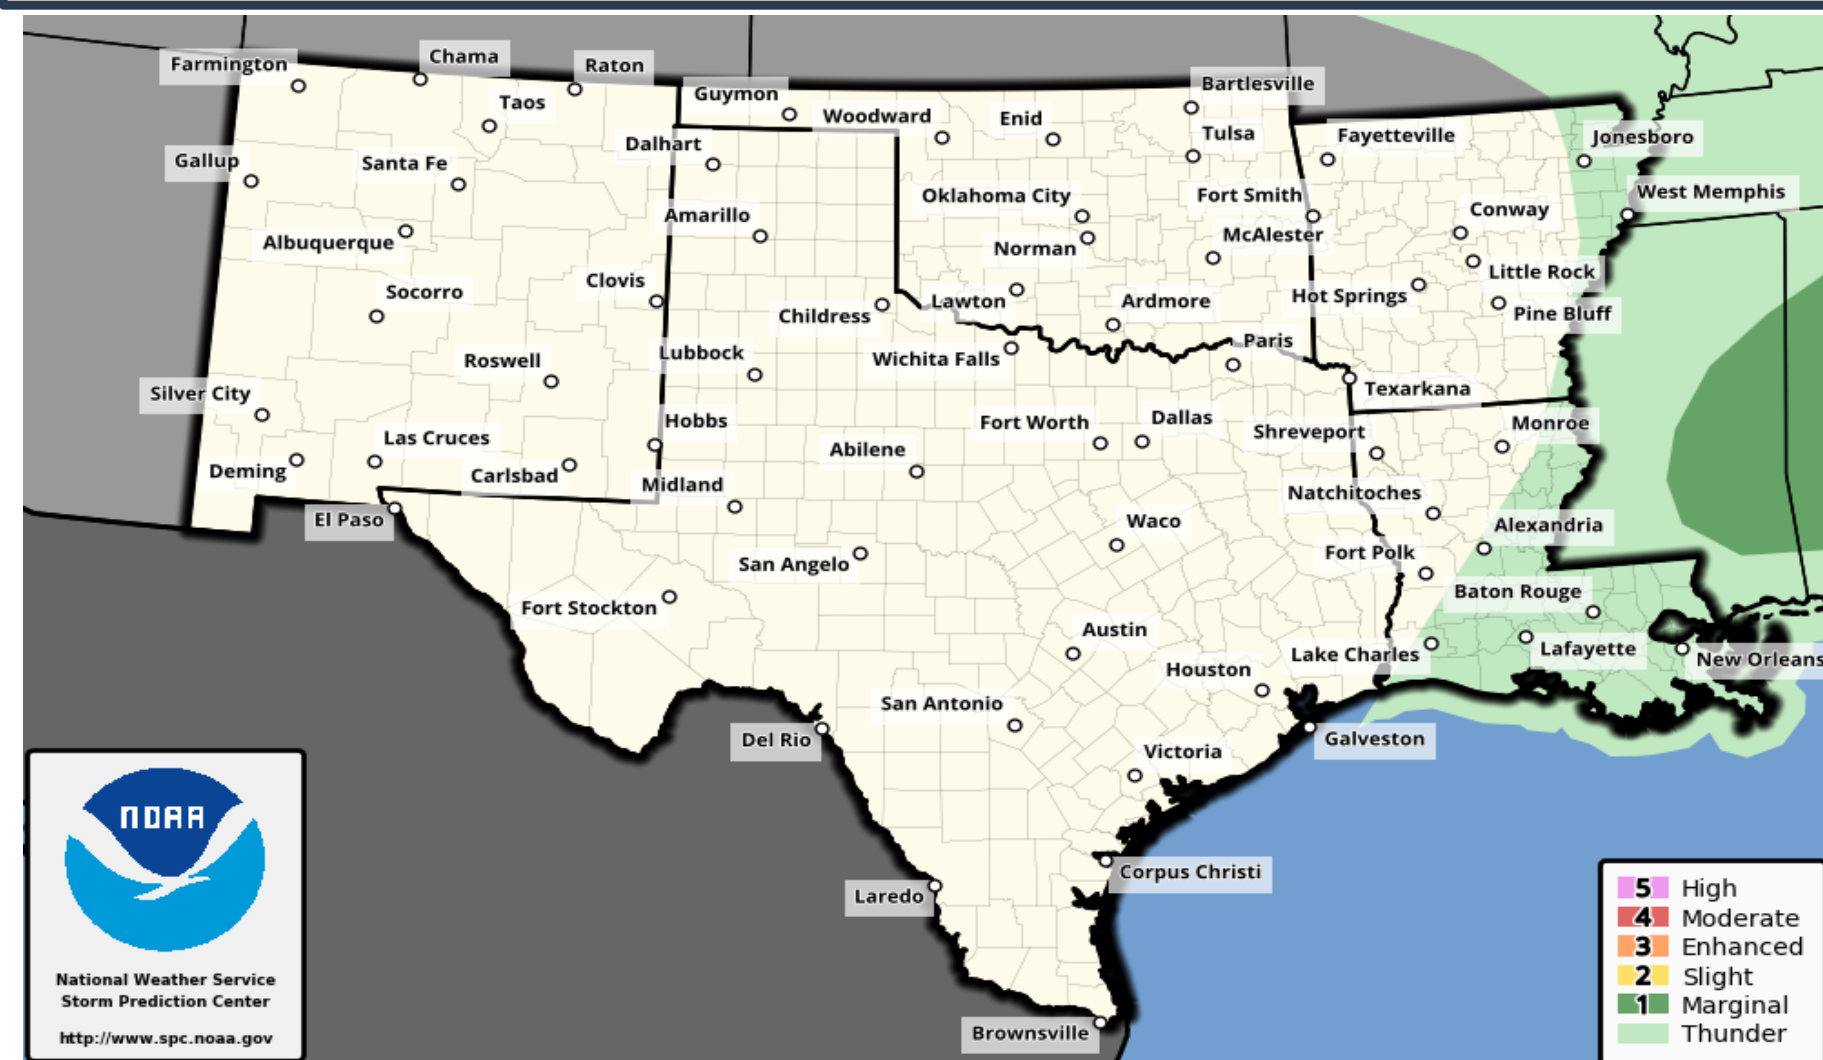 Chama
Farmington
Raton
Bartlesville
Guymon
Taos
Woodward
Enid
Tulsa
Fayetteville
Jonesboro
Dalhart
Gallup
Santa Fe
West Memphis
Oklahoma City
Fort Smith
Conway
Amarillo
McAlester
Albuquerque
Norman
Little Rock
Clovis
Socorro
Hot Springs
Lawton
Ardmore
Childress
Pine Bluff
Paris
Lubbock
Wichita Falls
Roswell
Texarkana
Silver City
Hobbs
Fort Worth
Dallas
Monroe
Shreveport
Las Cruces
Abilene
Deming
Carlsbad
Midland
Natchitoches
El Paso
Waco
Alexandria
Fort Polk
San Angelo
Baton Rouge
Fort Stockton
Austin
Lafayette
Lake Charles
New Orleans
Houston
San Antonio
Del Rio
Galveston
Victoria
Corpus Christi
Laredo
Brownsville
NOAA
National Weather Service
Storm Prediction Center
http://www.spc.noaa.gov
5 High
4 Moderate
3 Enhanced
2 Slight
1 Marginal
Thunder